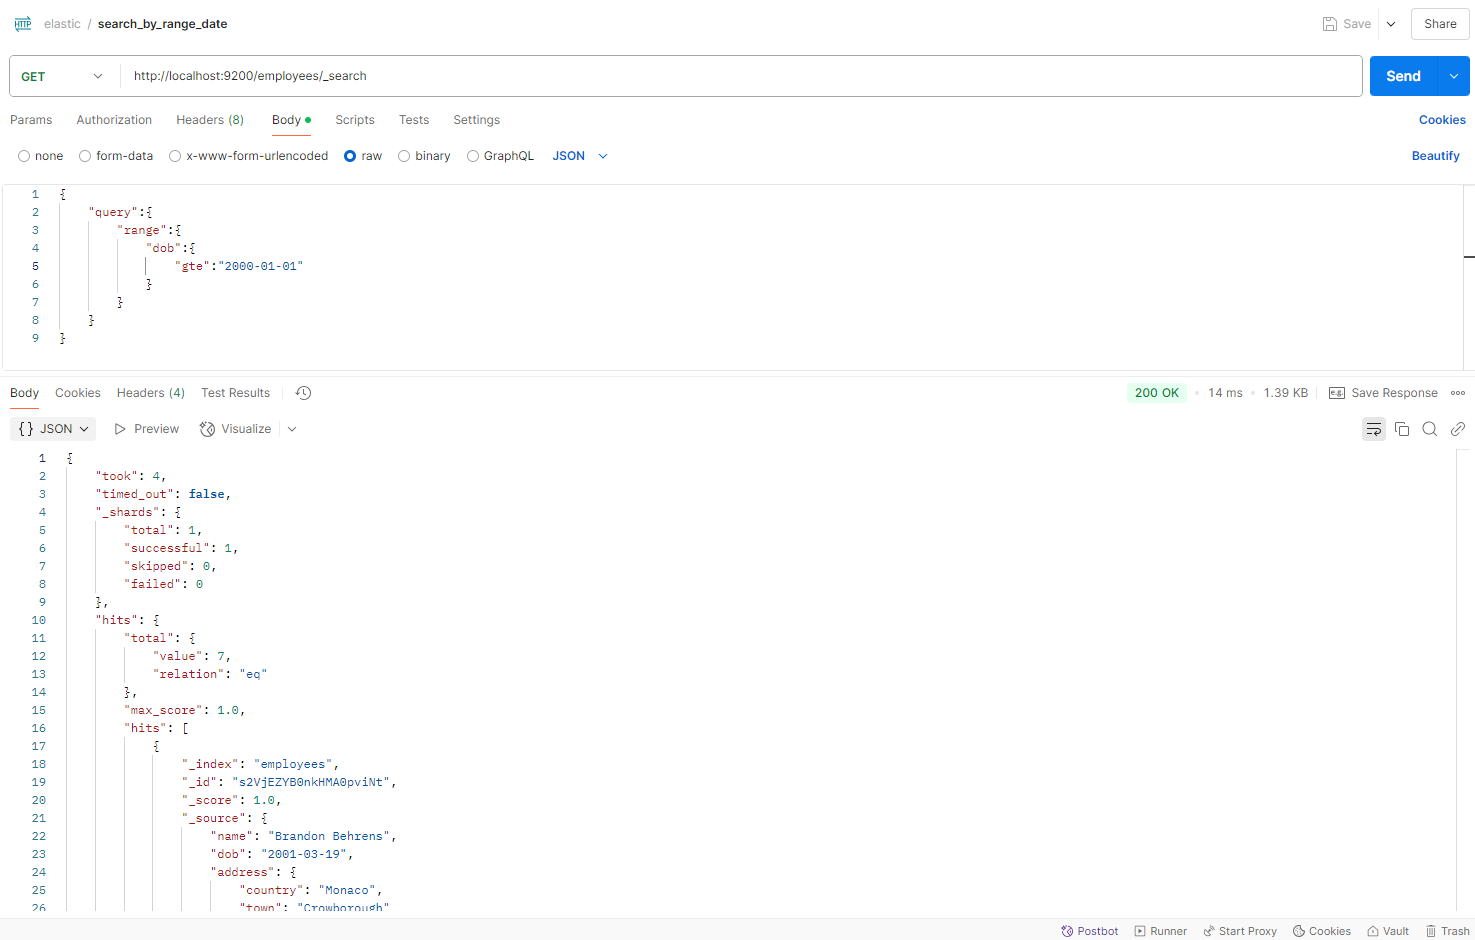 HTTP elastic / search_by_range_date Save Share
GET http://localhost:9200/employees/_search Send
Params Authorization Headers (8) Body Scripts Tests Settings Cookies
none form-data x-www-form-urlencoded raw binary GraphQL JSON Beautify
1 {
2 "query":{
3 "range":{
4 "dob":{
5 "gte":"2000-01-01"
6 }
7 }
8 }
9 }
Body Cookies Headers (4) Test Results 200 OK • 14 ms • 1.39 KB e.g. Save Response
{} JSON Preview Visualize
1 {
2 "took": 4,
3 "timed_out": false,
4 "_shards": {
5 "total": 1,
6 "successful": 1,
7 "skipped": 0,
8 "failed": 0
9 },
10 "hits": {
11 "total": {
12 "value": 7,
13 "relation": "eq"
14 },
15 "max_score": 1.0,
16 "hits": [
17 {
18 "_index": "employees",
19 "_id": "s2VjEZYB0nkHMA0pviNt",
20 "_score": 1.0,
21 "_source": {
22 "name": "Brandon Behrens",
23 "dob": "2001-03-19",
24 "address": {
25 "country": "Monaco",
26 "town": "Crowborough"
Postbot Runner Start Proxy Cookies Vault Trash